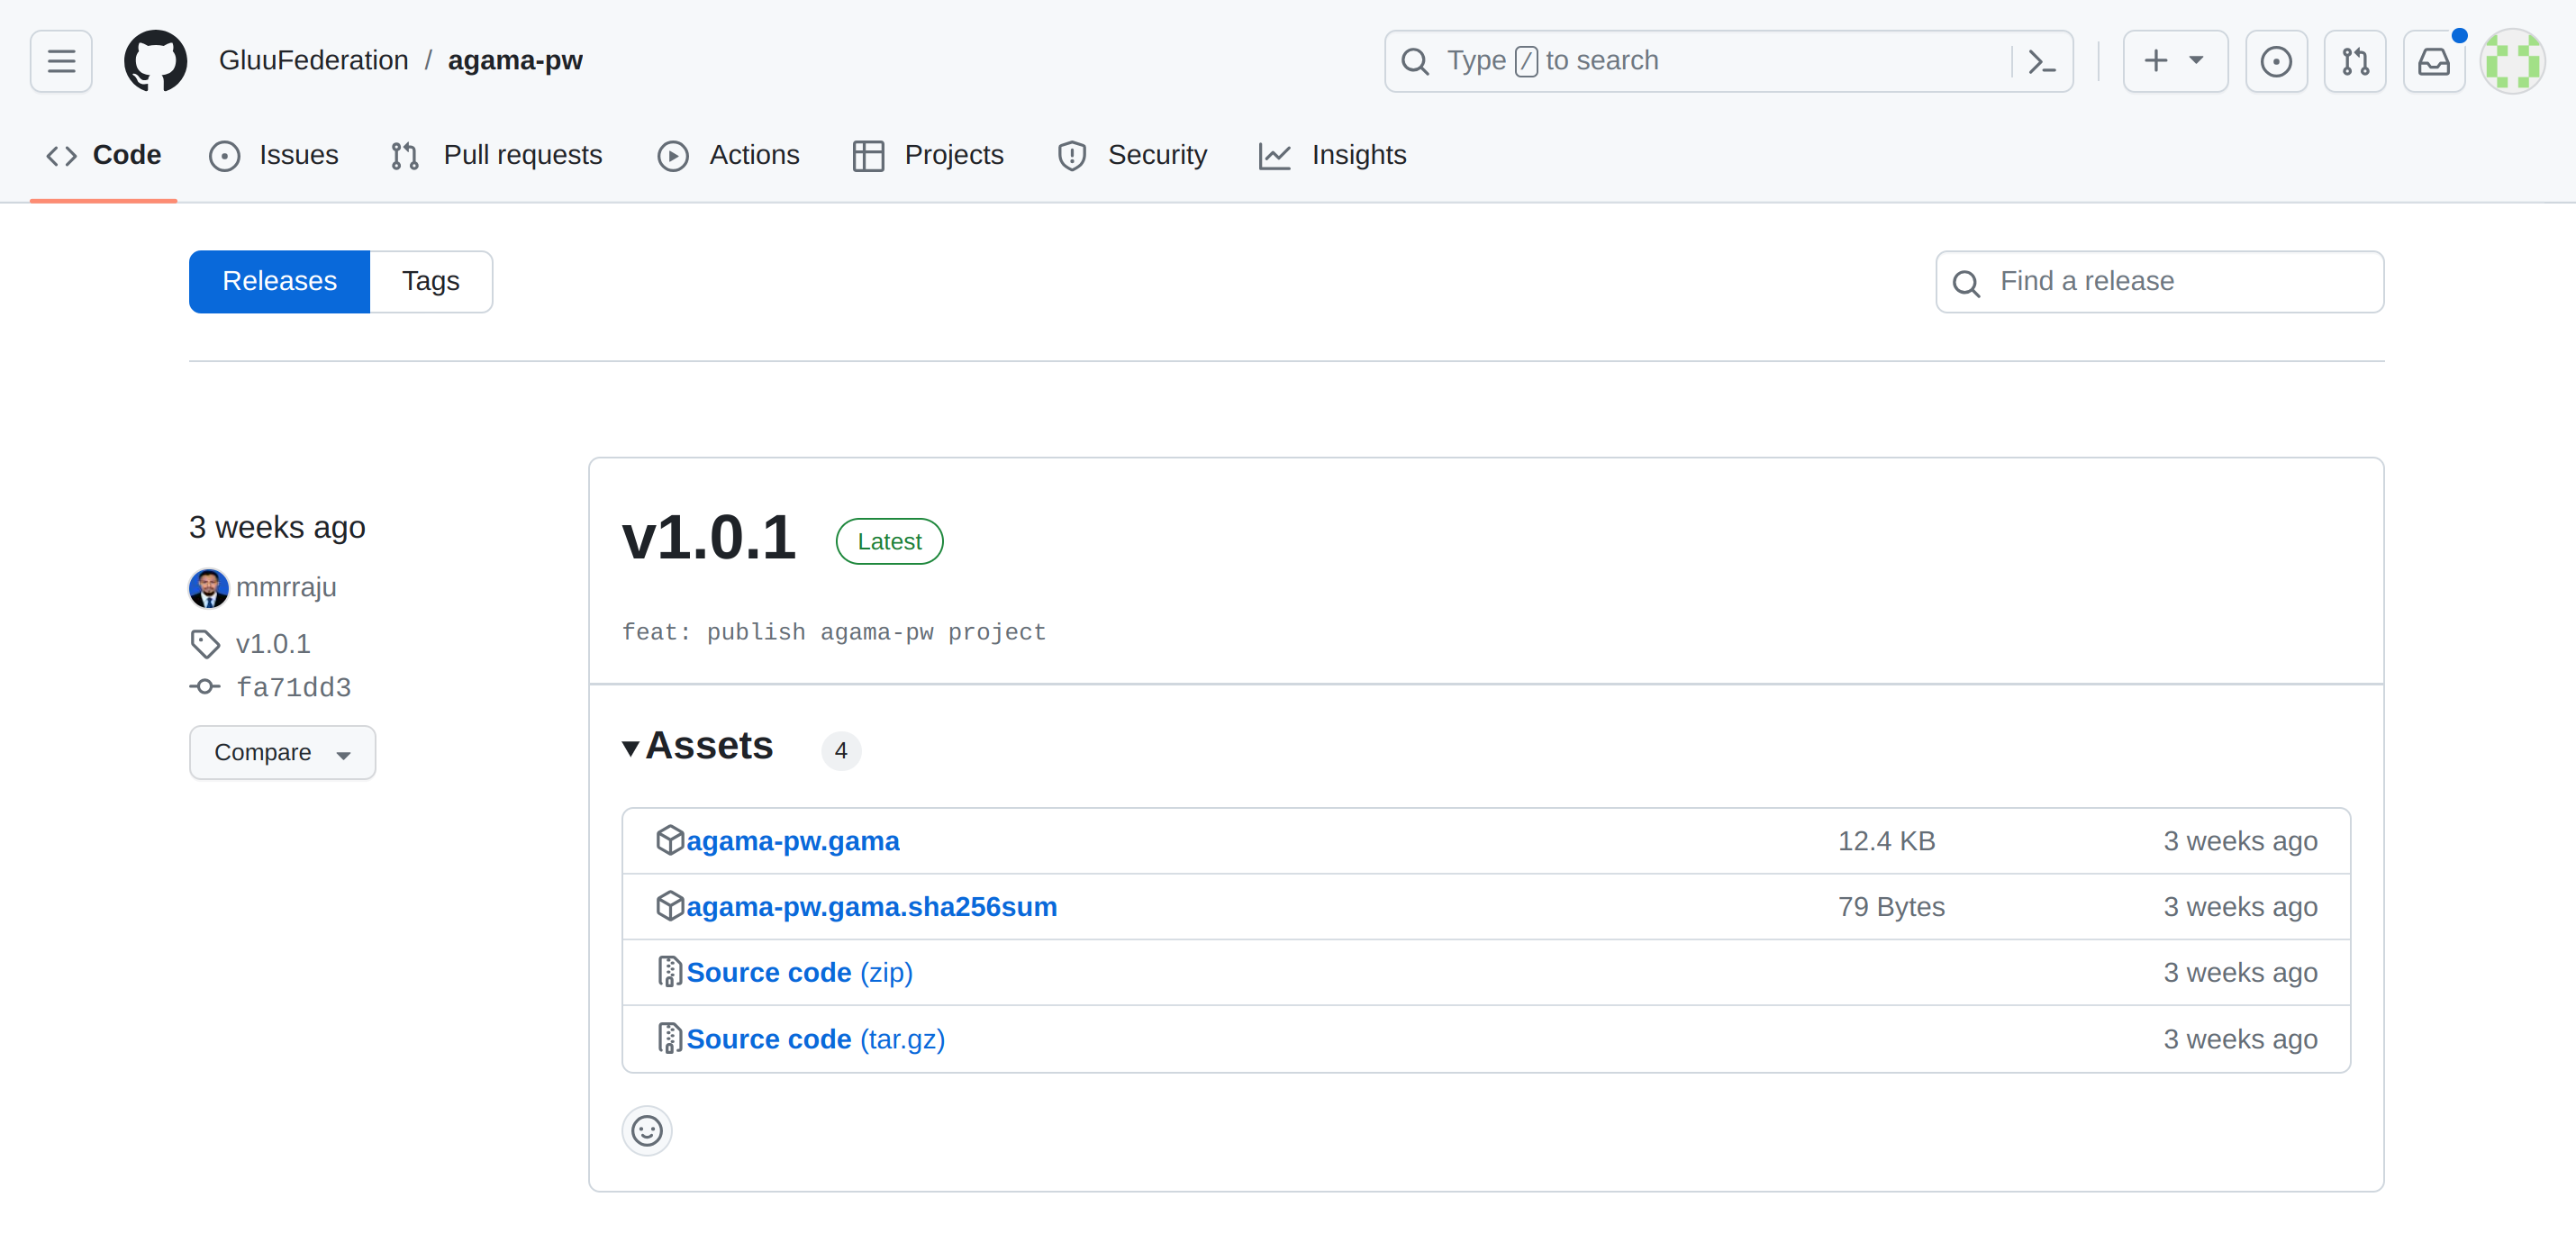 GluuFederation / agama-pw
Type / to search
Code Issues Pull requests Actions Projects Security Insights
Releases Tags
Find a release
3 weeks ago
mmrraju
v1.0.1
fa71dd3
Compare
v1.0.1 Latest
feat: publish agama-pw project
Assets 4
agama-pw.gama 12.4 KB 3 weeks ago
agama-pw.gama.sha256sum 79 Bytes 3 weeks ago
Source code (zip) 3 weeks ago
Source code (tar.gz) 3 weeks ago